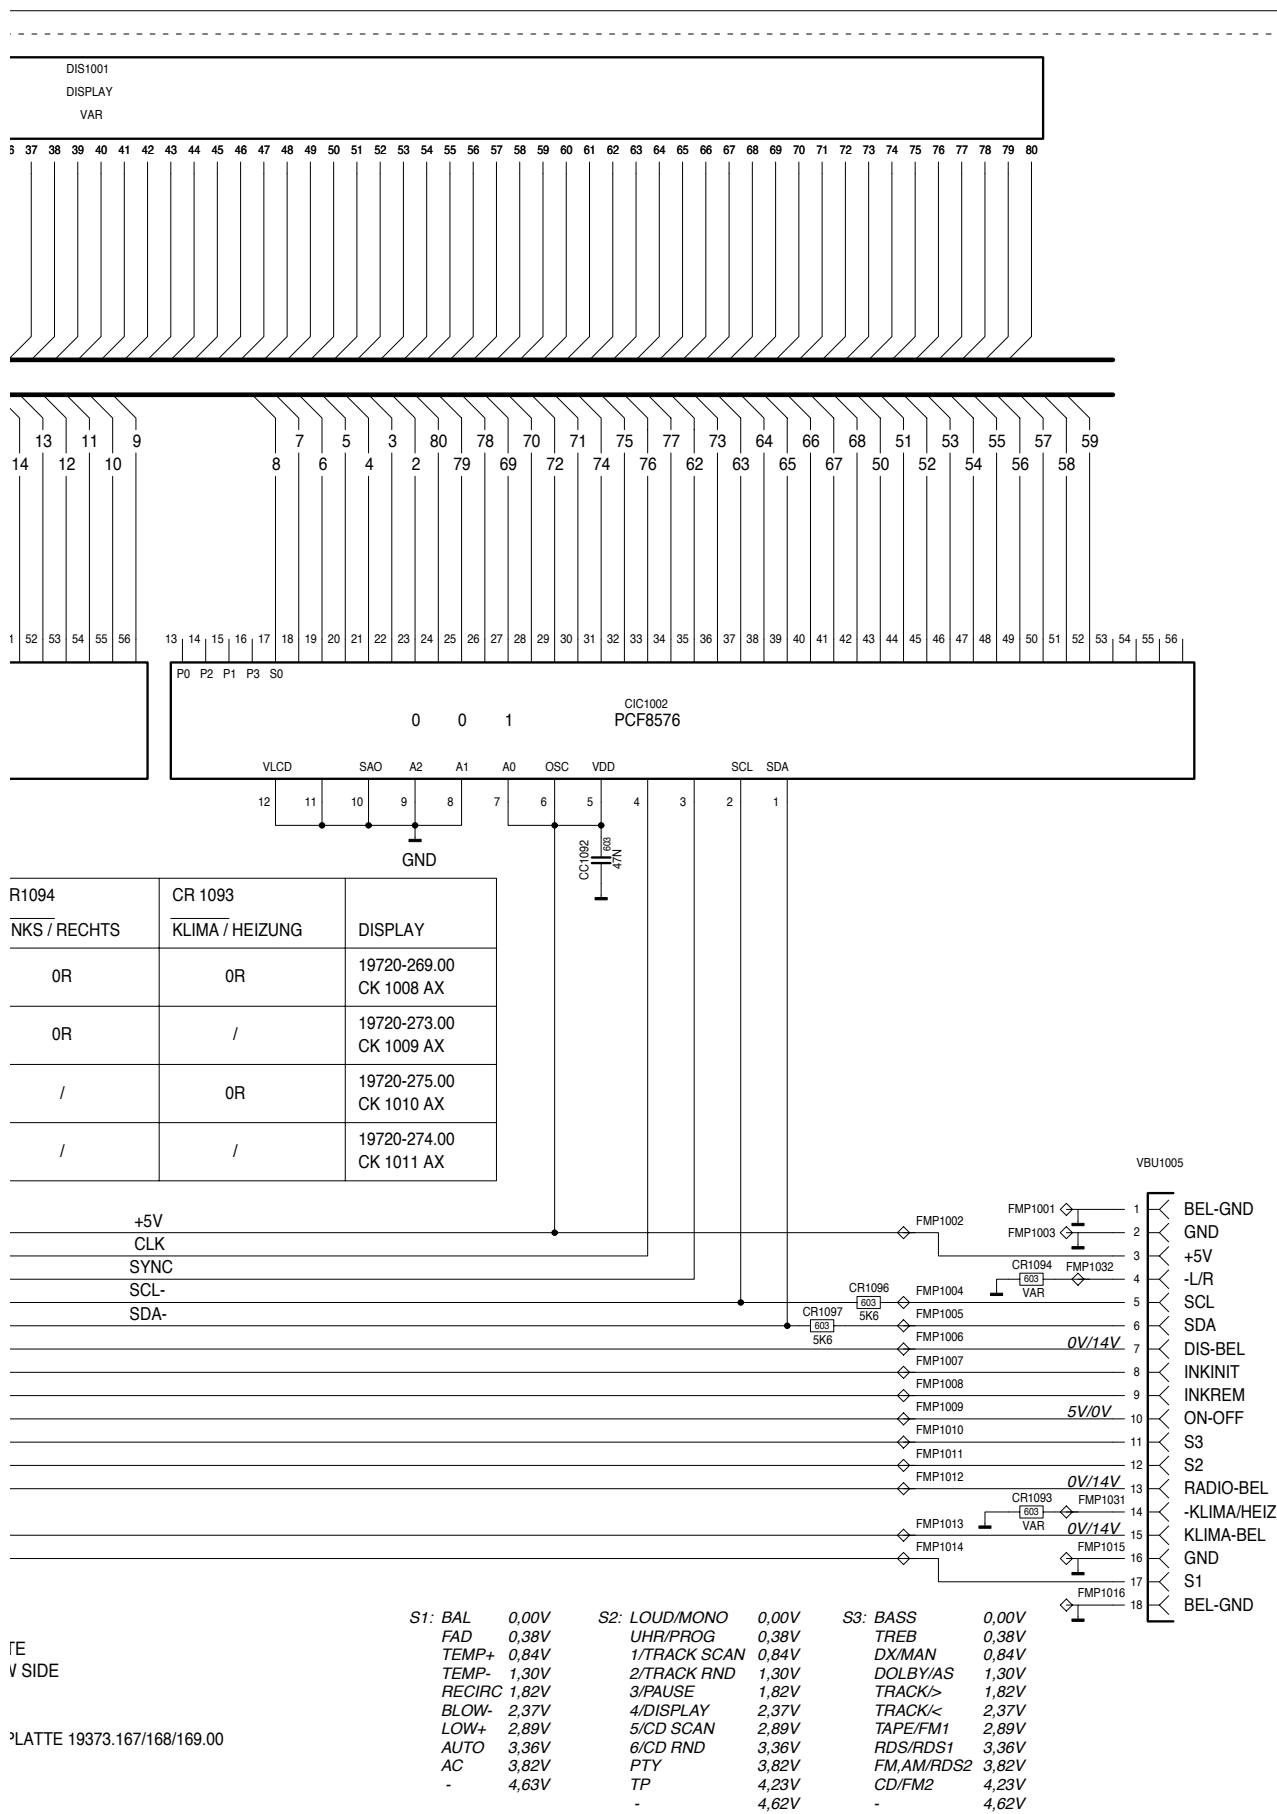 DIS1001
DISPLAY
VAR
37 38 39 40 41 42 43 44 45 46 47 48 49 50 51 52 53 54 55 56 57 58 59 60 61 62 63 64 65 66 67 68 69 70 71 72 73 74 75 76 77 78 79 80
13 11 9 7 5 3 80 78 70 71 75 77 73 64 66 68 51 53 55 57 59
14 12 10 8 6 4 2 79 69 72 74 76 62 63 65 67 50 52 54 56 58
52 53 54 55 56 13 14 15 16 17 18 19 20 21 22 23 24 25 26 27 28 29 30 31 32 33 34 35 36 37 38 39 40 41 42 43 44 45 46 47 48 49 50 51 52 53 54 55 56
P0 P2 P1 P3 S0
CIC1002
0 0 1 PCF8576
VLCD SAO A2 A1 A0 OSC VDD SCL SDA
12 11 10 9 8 7 6 5 4 3 2 1
GND
CC1092 603 47N
R1094 CR 1093
NKS / RECHTS KLIMA / HEIZUNG DISPLAY
0R 0R 19720-269.00
CK 1008 AX
0R / 19720-273.00
CK 1009 AX
/ 0R 19720-275.00
CK 1010 AX
/ / 19720-274.00
CK 1011 AX
VBU1005
FMP1001 1 BEL-GND
+5V FMP1002 FMP1003 2 GND
CLK 3 +5V
SYNC CR1094 603 VAR FMP1032 4 -L/R
SCL- CR1096 603 5K6 FMP1004 5 SCL
SDA- CR1097 603 5K6 FMP1005 6 SDA
FMP1006 0V/14V 7 DIS-BEL
FMP1007 8 INKINIT
FMP1008 9 INKREM
FMP1009 5V/0V 10 ON-OFF
FMP1010 11 S3
FMP1011 12 S2
FMP1012 0V/14V 13 RADIO-BEL
CR1093 603 VAR FMP1031 14 -KLIMA/HEIZ
FMP1013 0V/14V 15 KLIMA-BEL
FMP1014 FMP1015 16 GND
17 S1
FMP1016 18 BEL-GND
S1: BAL 0,00V S2: LOUD/MONO 0,00V S3: BASS 0,00V
FAD 0,38V UHR/PROG 0,38V TREB 0,38V
TEMP+ 0,84V 1/TRACK SCAN 0,84V DX/MAN 0,84V
TEMP- 1,30V 2/TRACK RND 1,30V DOLBY/AS 1,30V
RECIRC 1,82V 3/PAUSE 1,82V TRACK/> 1,82V
BLOW- 2,37V 4/DISPLAY 2,37V TRACK/< 2,37V
LOW+ 2,89V 5/CD SCAN 2,89V TAPE/FM1 2,89V
AUTO 3,36V 6/CD RND 3,36V RDS/RDS1 3,36V
AC 3,82V PTY 3,82V FM,AM/RDS2 3,82V
- 4,63V TP 4,23V CD/FM2 4,23V
- 4,62V - 4,62V
TE
SIDE
PLATTE 19373.167/168/169.00